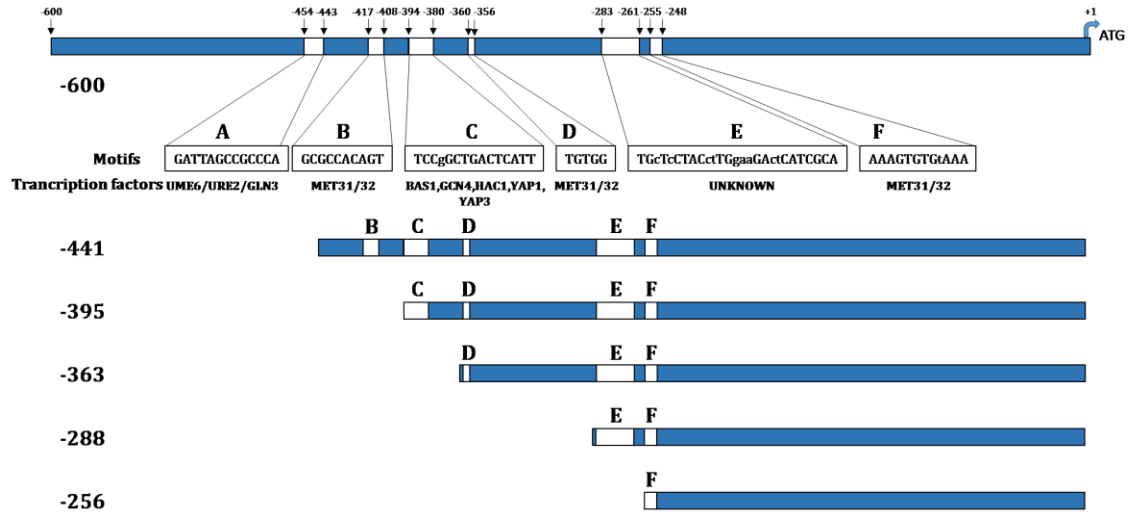 -600 -454 -443 -417 -408 -394 -380 -360 -356 -283 -261 -255 -248 +1
ATG
-600
A B C D E F
Motifs GATTAGCCGCCCA GCGCCACAGT TCCgGCTGACTCATT TGTGG TGcTcCTACctTGgaaGActCATCGCA AAAGTGTGtAAA
Trancription factors UME6/URE2/GLN3 MET31/32 BAS1,GCN4,HAC1,YAP1, MET31/32 UNKNOWN MET31/32
YAP3
B C D E F
-441
C D E F
-395
D E F
-363
E F
-288
F
-256